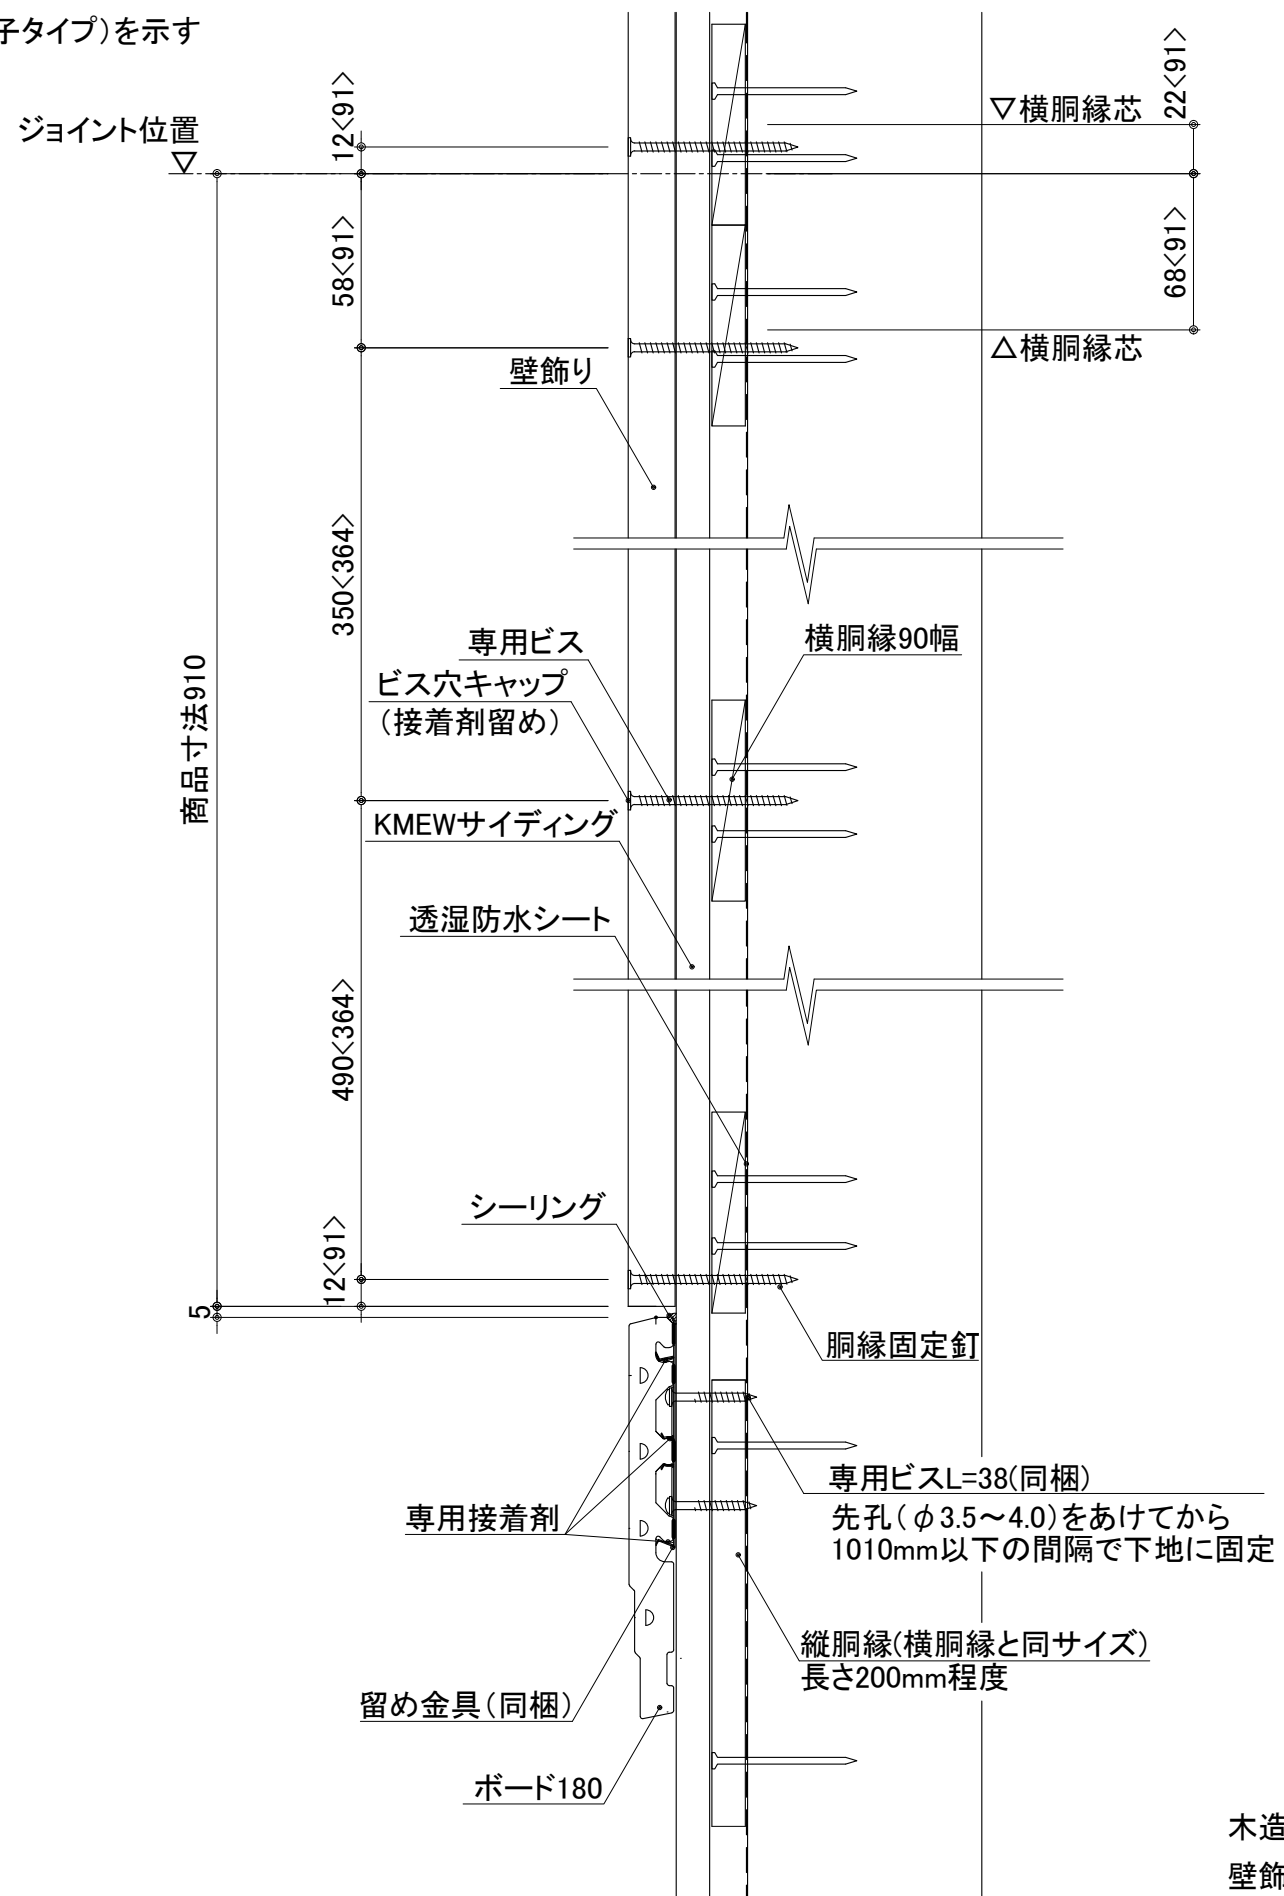 子タイプ)を示す
ジョイント位置
▽
12<91>
58<91>
350<364>
490<364>
12<91>
商品寸法910
5
▽横胴縁芯
22<91>
68<91>
△横胴縁芯
壁飾り
専用ビス
ビス穴キャップ
(接着剤留め)
横胴縁90幅
KMEWサイディング
透湿防水シート
シーリング
胴縁固定釘
専用ビスL=38(同梱)
先孔(φ3.5~4.0)をあけてから
1010mm以下の間隔で下地に固定
専用接着剤
縦胴縁(横胴縁と同サイズ)
長さ200mm程度
留め金具(同梱)
ボード180
木造
壁飾